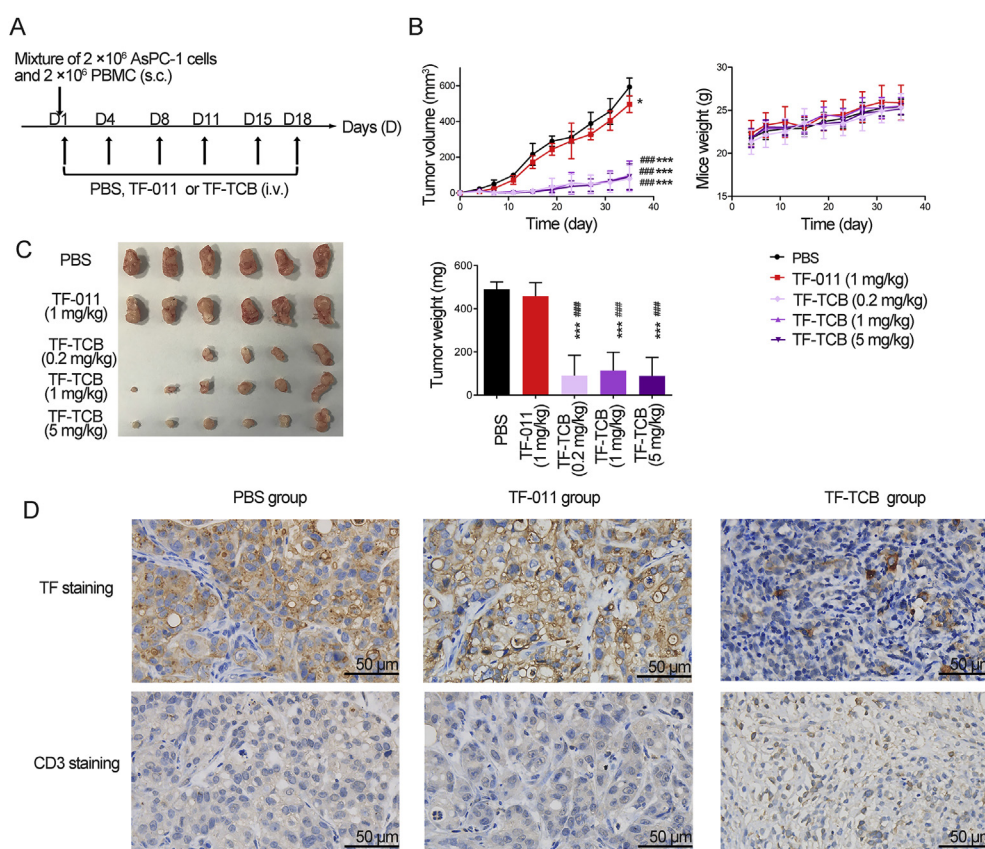 A
Mixture of 2 ×10⁶ AsPC-1 cells
and 2 ×10⁶ PBMC (s.c.)
D1 D4 D8 D11 D15 D18
Days (D)
PBS, TF-011 or TF-TCB (i.v.)
B
Tumor volume (mm³)
600
400
200
0
0 10 20 30 40
Time (day)
*
###***
###***
###***
Mice weight (g)
30
25
20
15
10
0 10 20 30 40
Time (day)
PBS
TF-011 (1 mg/kg)
TF-TCB (0.2 mg/kg)
TF-TCB (1 mg/kg)
TF-TCB (5 mg/kg)
Tumor weight (mg)
600
400
200
0
*** ###
*** ###
*** ###
PBS
TF-011
(1 mg/kg)
TF-TCB
(0.2 mg/kg)
TF-TCB
(1 mg/kg)
TF-TCB
(5 mg/kg)
C
PBS
TF-011
(1 mg/kg)
TF-TCB
(0.2 mg/kg)
TF-TCB
(1 mg/kg)
TF-TCB
(5 mg/kg)
D
PBS group
TF-011 group
TF-TCB group
TF staining
50 µm
50 µm
50 µm
CD3 staining
50 µm
50 µm
50 µm